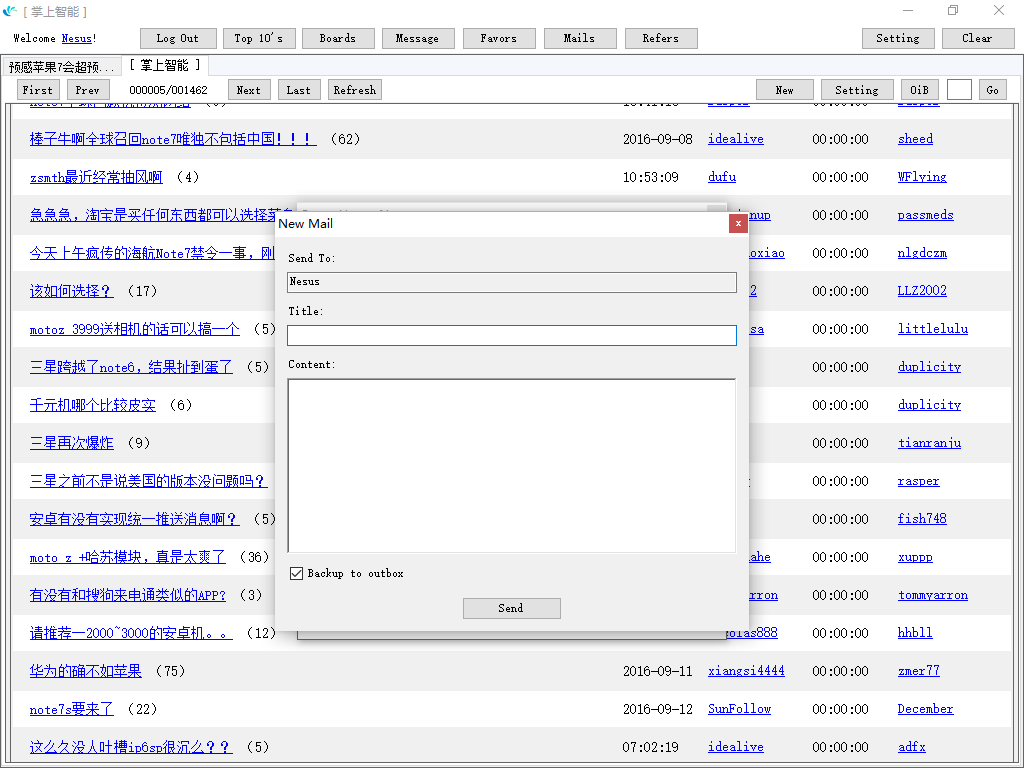 [ 掌上智能 ]
Welcome Nesus!
Log Out
Top 10's
Boards
Message
Favors
Mails
Refers
Setting
Clear
预感苹果7会超预...
[ 掌上智能 ]
First
Prev
000005/001462
Next
Last
Refresh
New
Setting
OiB
Go
棒子牛啊全球召回note7唯独不包括中国！！！ (62) 2016-09-08 idealive 00:00:00 sheed
zsmth最近经常抽风啊 (4) 10:53:09 dufu 00:00:00 WFlying
急急急，淘宝是买任何东西都可以选择 nup 00:00:00 passmeds
今天上午疯传的海航Note7禁令一事，刚 oxiao 00:00:00 nlgdczm
该如何选择？ (17) 2 00:00:00 LLZ2002
motoz 3999送相机的话可以搞一个 (5) sa 00:00:00 littlelulu
三星跨越了note6，结果扯到蛋了 (5) 00:00:00 duplicity
千元机哪个比较皮实 (6) 00:00:00 duplicity
三星再次爆炸 (9) 00:00:00 tianranju
三星之前不是说美国的版本没问题吗？ 00:00:00 rasper
安卓有没有实现统一推送消息啊？ (5) 00:00:00 fish748
moto z +哈苏模块，真是太爽了 (36) ahe 00:00:00 xuppp
有没有和搜狗来电通类似的APP? (3) rron 00:00:00 tommyarron
请推荐一2000~3000的安卓机。。 (12) olas888 00:00:00 hhbll
华为的确不如苹果 (75) 2016-09-11 xiangsi4444 00:00:00 zmer77
note7s要来了 (22) 2016-09-12 SunFollow 00:00:00 December
这么久没人吐槽ip6sp很沉么？？ (5) 07:02:19 idealive 00:00:00 adfx
New Mail
x
Send To:
Nesus
Title:
Content:
Backup to outbox
Send